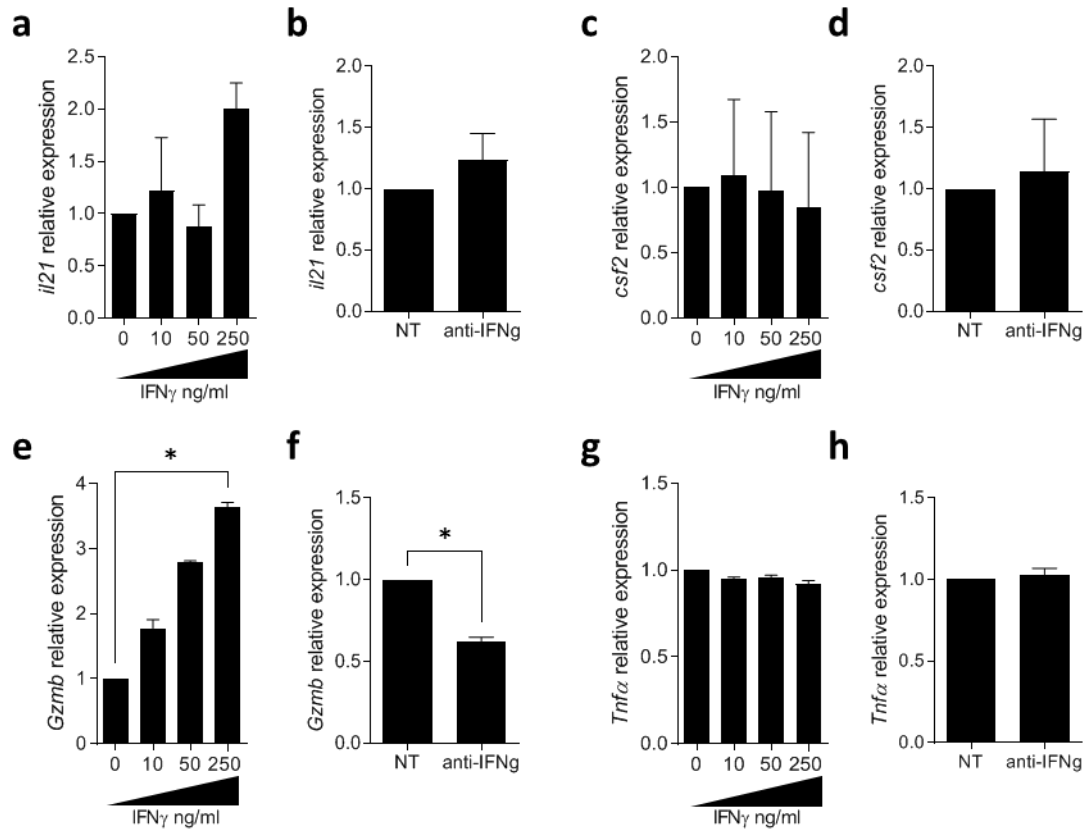 a
il21 relative expression
2.5
2.0
1.5
1.0
0.5
0.0
0 10 50 250
IFNγ ng/ml
b
il21 relative expression
2.0
1.5
1.0
0.5
0.0
NT anti-IFNg
c
csf2 relative expression
2.0
1.5
1.0
0.5
0.0
0 10 50 250
IFNγ ng/ml
d
csf2 relative expression
2.0
1.5
1.0
0.5
0.0
NT anti-IFNg
e
Gzmb relative expression
4
3
2
1
0
*
0 10 50 250
IFNγ ng/ml
f
Gzmb relative expression
1.5
1.0
0.5
0.0
*
NT anti-IFNg
g
Tnfα relative expression
1.5
1.0
0.5
0.0
0 10 50 250
IFNγ ng/ml
h
Tnfα relative expression
1.5
1.0
0.5
0.0
NT anti-IFNg